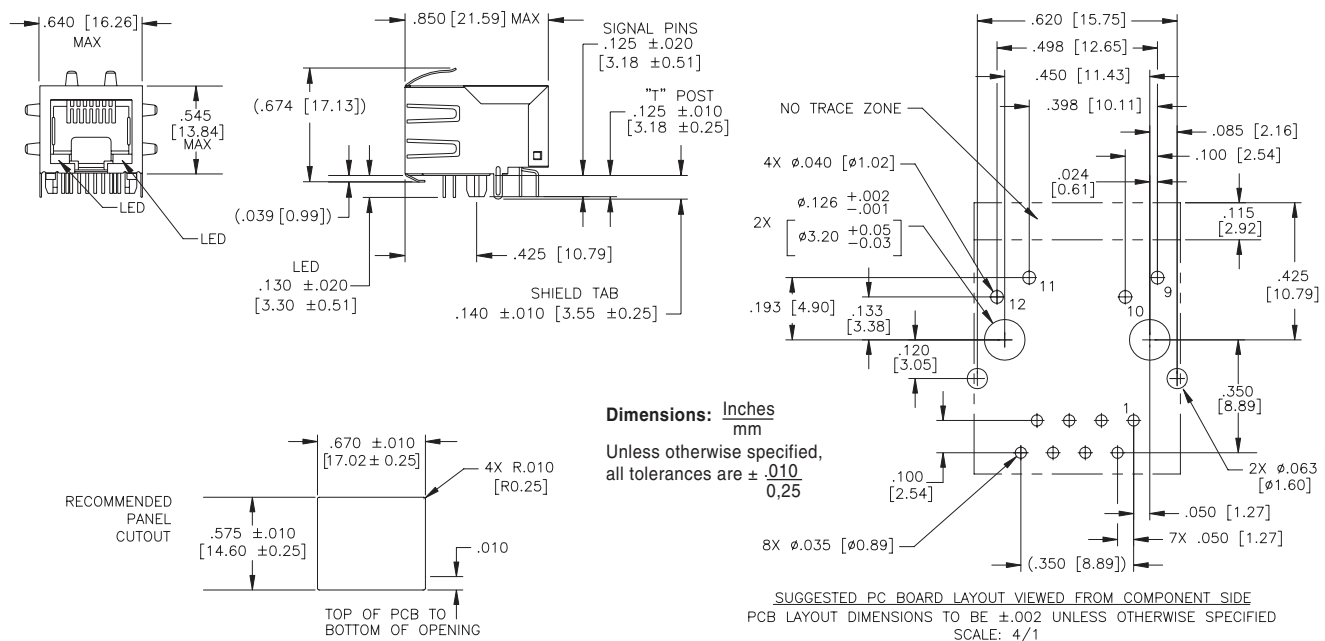 .640 [16.26]
MAX
.545
[13.84]
MAX
LED
LED
.850 [21.59] MAX
SIGNAL PINS
.125 ±.020
[3.18 ±0.51]
"T" POST
.125 ±.010
[3.18 ±0.25]
(.674 [17.13])
(.039 [0.99])
LED
.130 ±.020
[3.30 ±0.51]
.425 [10.79]
SHIELD TAB
.140 ±.010 [3.55 ±0.25]
.620 [15.75]
.498 [12.65]
.450 [11.43]
.398 [10.11]
NO TRACE ZONE
.085 [2.16]
.100 [2.54]
4X ø.040 [ø1.02]
.024
[0.61]
ø.126 +.002
-.001
2X
[ø3.20 +0.05
-0.03]
.115
[2.92]
.425
[10.79]
11
9
12
10
.193 [4.90]
.133
[3.38]
.120
[3.05]
.350
[8.89]
1
.100
[2.54]
2X ø.063
[ø1.60]
.050 [1.27]
8X ø.035 [ø0.89]
7X .050 [1.27]
(.350 [8.89])
SUGGESTED PC BOARD LAYOUT VIEWED FROM COMPONENT SIDE
PCB LAYOUT DIMENSIONS TO BE ±.002 UNLESS OTHERWISE SPECIFIED
SCALE: 4/1
Dimensions: Inches
mm
Unless otherwise specified,
all tolerances are ± .010
0,25
.670 ±.010
[17.02± 0.25]
4X R.010
[R0.25]
RECOMMENDED
PANEL
CUTOUT
.575 ±.010
[14.60 ±0.25]
.010
TOP OF PCB TO
BOTTOM OF OPENING